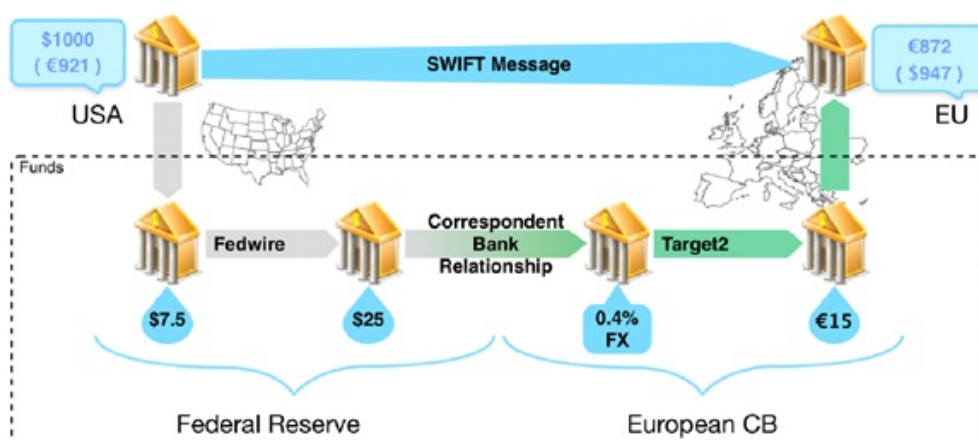 $1000
( €921 )
USA
SWIFT Message
€872
( $947 )
EU
Funds
Fedwire
Correspondent
Bank
Relationship
Target2
$7.5
$25
0.4%
FX
€15
Federal Reserve
European CB